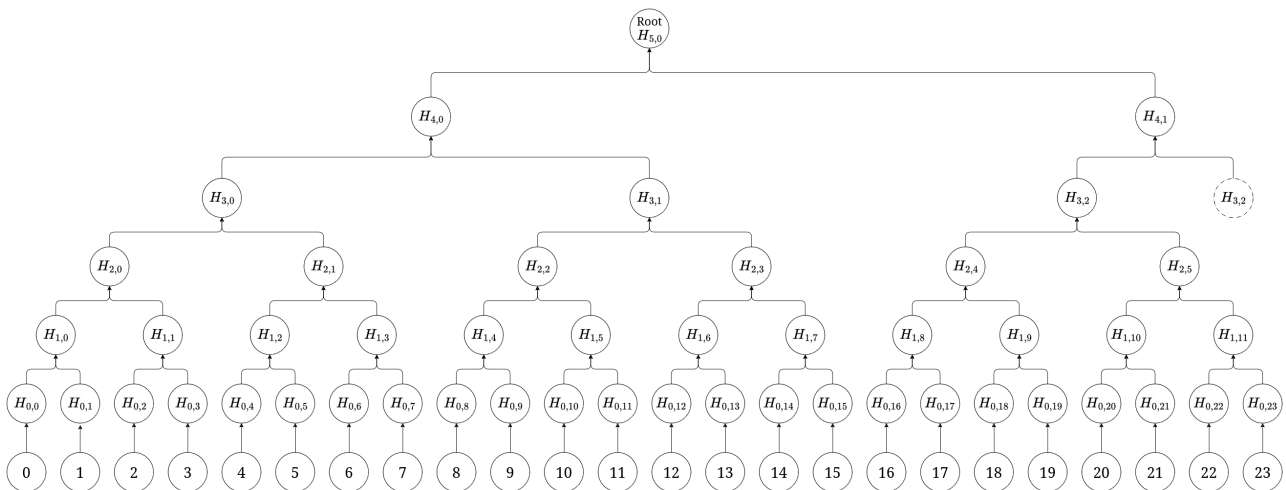 Root
H5,0
H4,0 H4,1
H3,0 H3,1 H3,2 H3,2
H2,0 H2,1 H2,2 H2,3 H2,4 H2,5
H1,0 H1,1 H1,2 H1,3 H1,4 H1,5 H1,6 H1,7 H1,8 H1,9 H1,10 H1,11
H0,0 H0,1 H0,2 H0,3 H0,4 H0,5 H0,6 H0,7 H0,8 H0,9 H0,10 H0,11 H0,12 H0,13 H0,14 H0,15 H0,16 H0,17 H0,18 H0,19 H0,20 H0,21 H0,22 H0,23
0 1 2 3 4 5 6 7 8 9 10 11 12 13 14 15 16 17 18 19 20 21 22 23